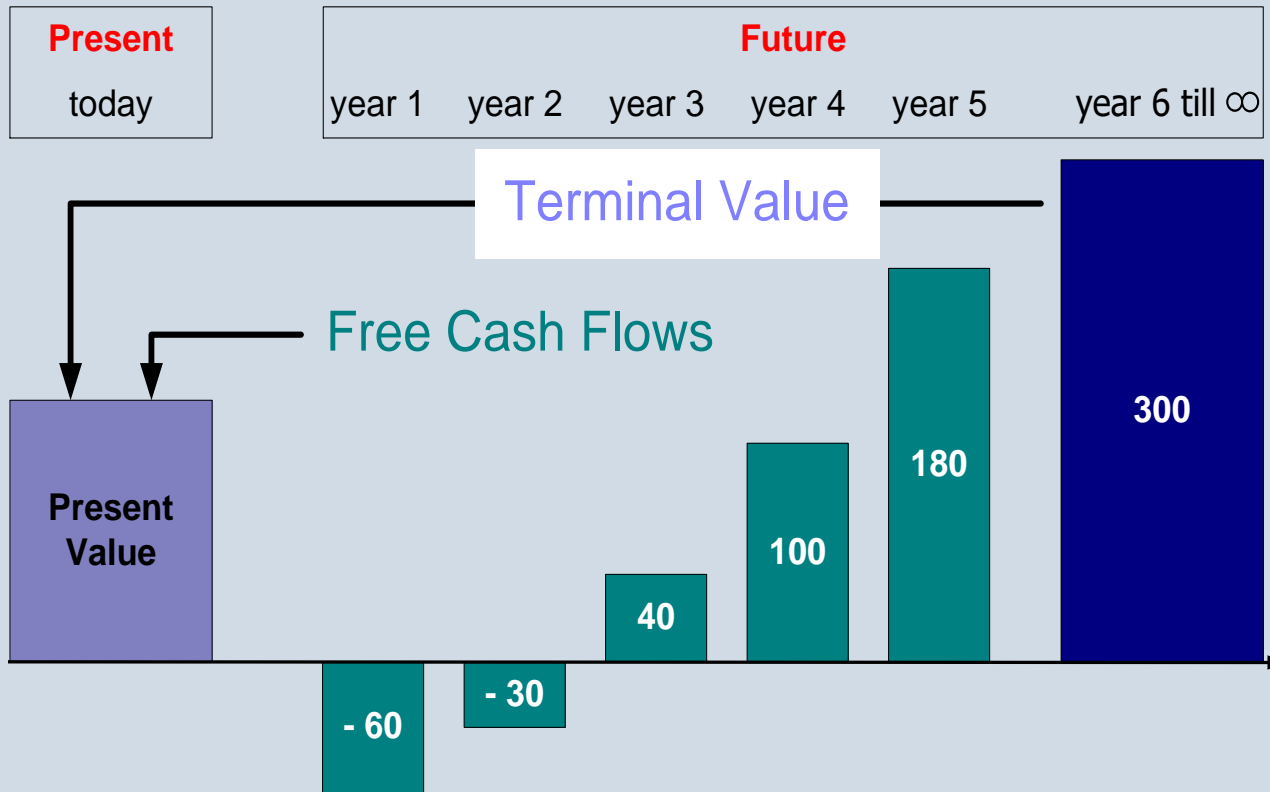 Present
today
Future
year 1 year 2 year 3 year 4 year 5 year 6 till ∞
Terminal Value
Free Cash Flows
Present
Value
- 60
- 30
40
100
180
300